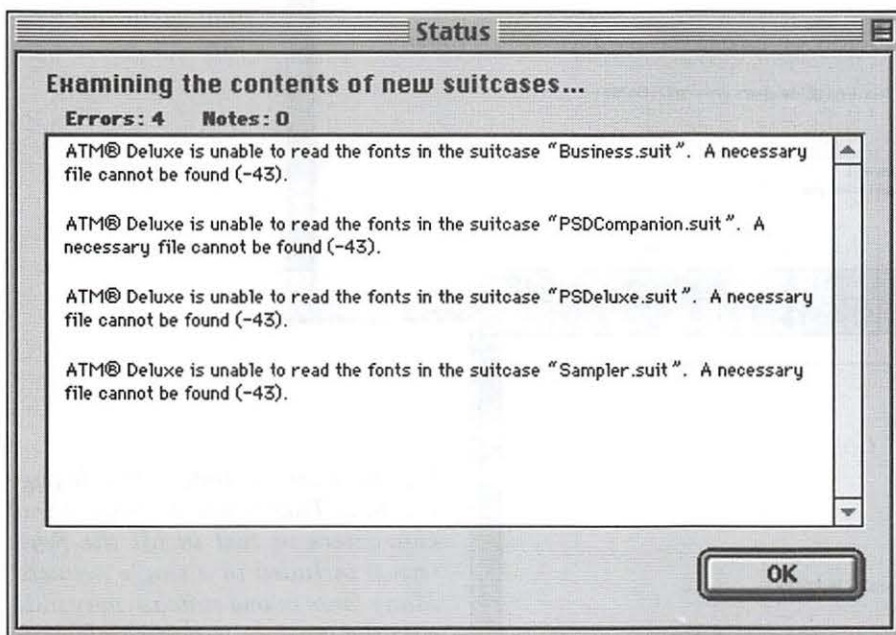 Status
Examining the contents of new suitcases...
Errors: 4 Notes: 0
ATM® Deluxe is unable to read the fonts in the suitcase "Business.suit". A necessary
file cannot be found (-43).
ATM® Deluxe is unable to read the fonts in the suitcase "PSDCompanion.suit". A
necessary file cannot be found (-43).
ATM® Deluxe is unable to read the fonts in the suitcase "PSDeluxe.suit". A necessary
file cannot be found (-43).
ATM® Deluxe is unable to read the fonts in the suitcase "Sampler.suit". A necessary
file cannot be found (-43).
OK